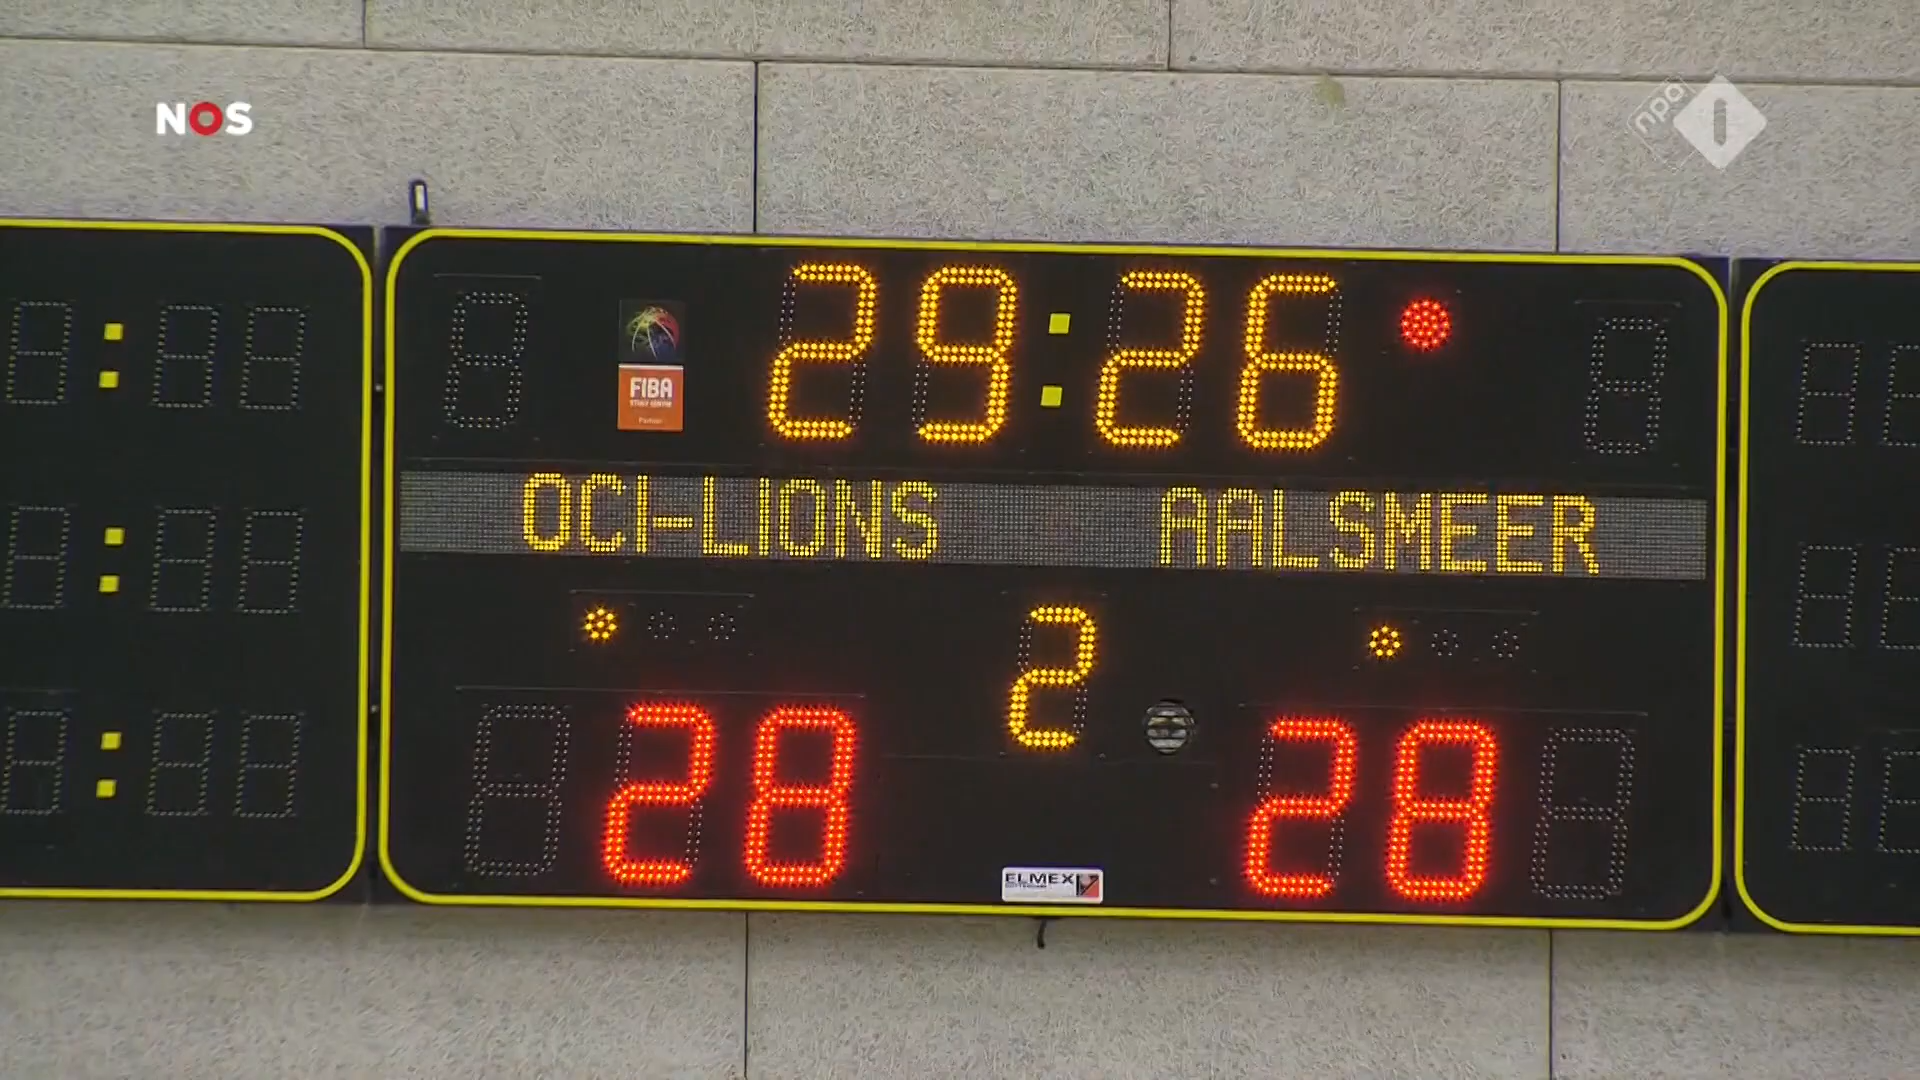 NOS
npo 1
29:26
FIBA
OCI-LIONS AALSMEER
2
28 28
ELMEX